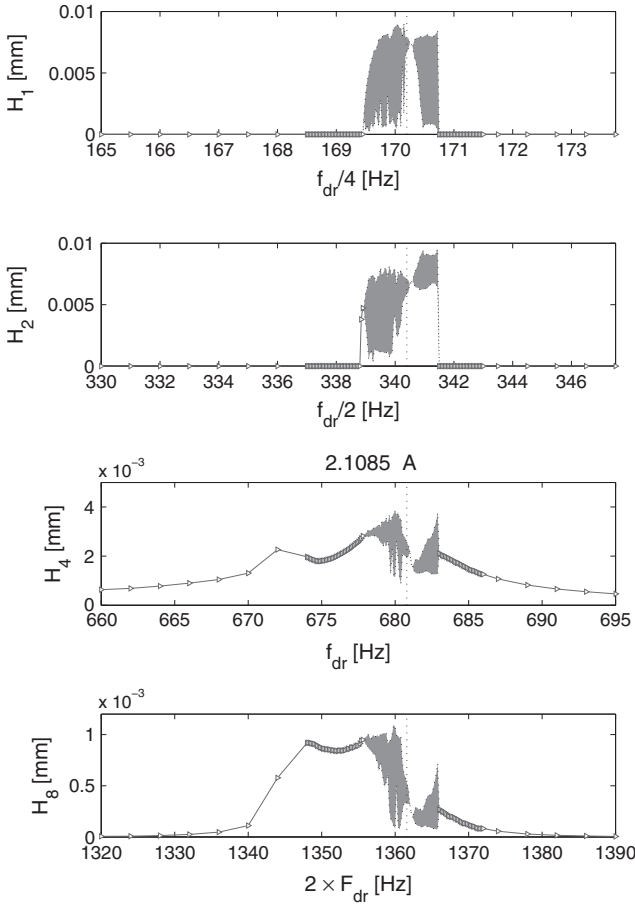 0.01
0.005
0
H1 [mm]
165 166 167 168 169 170 171 172 173
fdr/4 [Hz]
0.01
0.005
0
H2 [mm]
330 332 334 336 338 340 342 344 346
fdr/2 [Hz]
2.1085 A
x 10−3
4
2
0
H4 [mm]
660 665 670 675 680 685 690 695
fdr [Hz]
x 10−3
1
0.5
0
H8 [mm]
1320 1330 1340 1350 1360 1370 1380 1390
2 × Fdr [Hz]